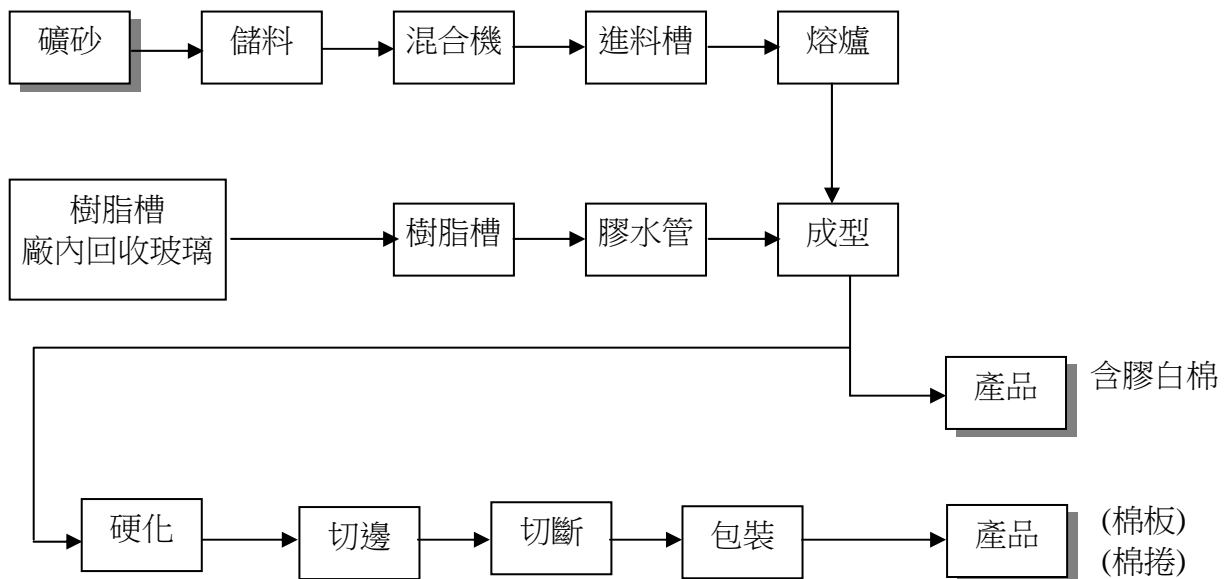 礦砂
儲料
混合機
進料槽
熔爐
樹脂槽
廠內回收玻璃
樹脂槽
膠水管
成型
產品
含膠白棉
硬化
切邊
切斷
包裝
產品
(棉板)
(棉捲)